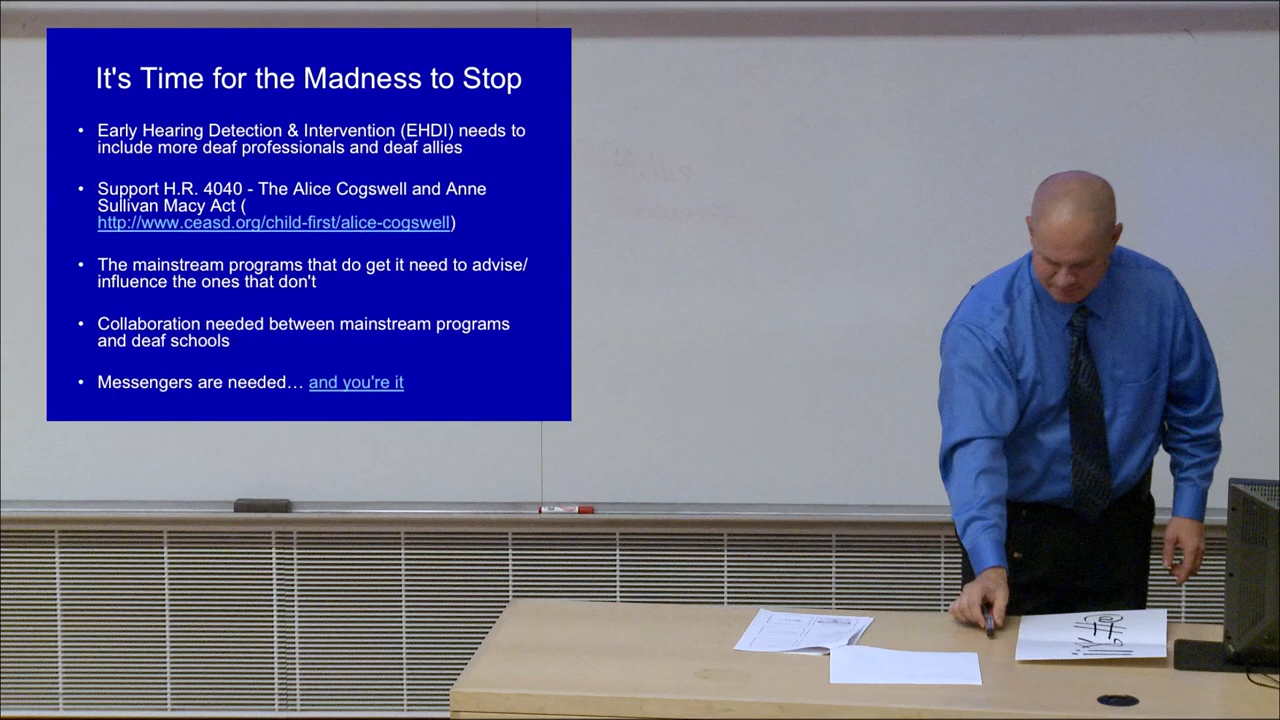 It's Time for the Madness to Stop
• Early Hearing Detection & Intervention (EHDI) needs to
include more deaf professionals and deaf allies
• Support H.R. 4040 - The Alice Cogswell and Anne
Sullivan Macy Act (
http://www.ceasd.org/child-first/alice-cogswell)
• The mainstream programs that do get it need to advise/
influence the ones that don't
• Collaboration needed between mainstream programs
and deaf schools
• Messengers are needed… and you're it